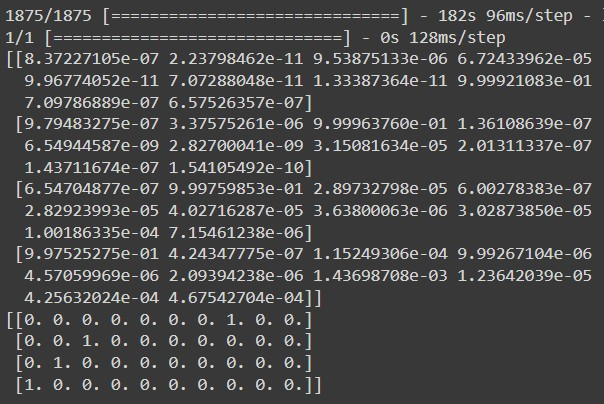 1875/1875 [==============================] - 182s 96ms/step -
1/1 [==============================] - 0s 128ms/step
[[8.37227105e-07 2.23798462e-11 9.53875133e-06 6.72433962e-05
9.96774052e-11 7.07288048e-11 1.33387364e-11 9.99921083e-01
7.09786889e-07 6.57526357e-07]
[9.79483275e-07 3.37575261e-06 9.99963760e-01 1.36108639e-07
6.54944587e-09 2.82700041e-09 3.15081634e-05 2.01311337e-07
1.43711674e-07 1.54105492e-10]
[6.54704877e-07 9.99759853e-01 2.89732798e-05 6.00278383e-07
2.82923993e-05 4.02716287e-05 3.63800063e-06 3.02873850e-05
1.00186335e-04 7.15461238e-06]
[9.97525275e-01 4.24347775e-07 1.15249306e-04 9.99267104e-06
4.57059969e-06 2.09394238e-06 1.43698708e-03 1.23642039e-05
4.25632024e-04 4.67542704e-04]]
[[0. 0. 0. 0. 0. 0. 0. 1. 0. 0.]
[0. 0. 1. 0. 0. 0. 0. 0. 0. 0.]
[0. 1. 0. 0. 0. 0. 0. 0. 0. 0.]
[1. 0. 0. 0. 0. 0. 0. 0. 0. 0.]]